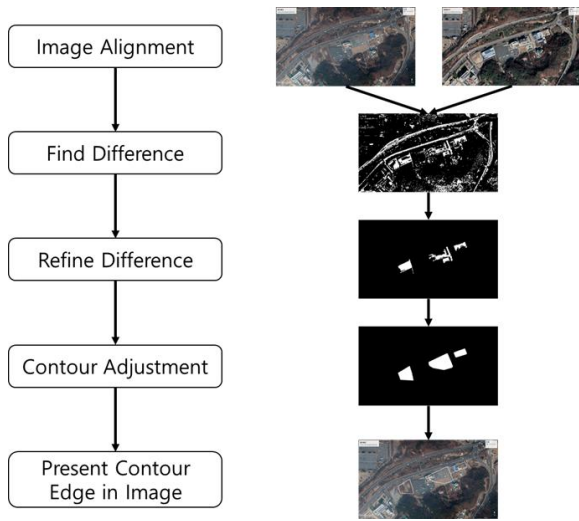 Image Alignment
Find Difference
Refine Difference
Contour Adjustment
Present Contour
Edge in Image